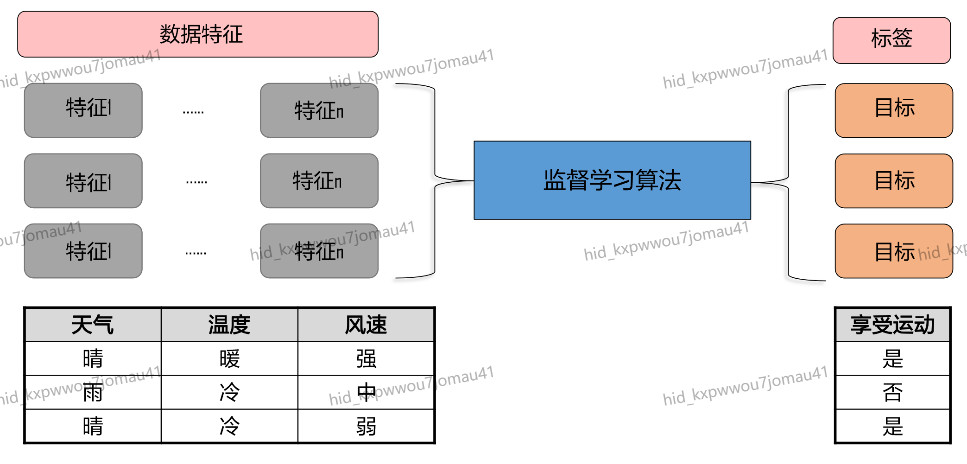 数据特征 标签
特征1 …… 特征n 目标
特征1 …… 特征n 监督学习算法 目标
特征1 …… 特征n 目标
天气 温度 风速 享受运动
晴 暖 强 是
雨 冷 中 否
晴 冷 弱 是
hid_kxpwwou7jomau41
hid_kxpwwou7jomau41
hid_kxpwwou7jomau41
wou7jomau41
hid_kxpwwou7jomau41
hid_kxpwwou7jomau41
hid_kx
hid_kxpwwou7jomau41
hid_kxpwwou7jomau41
hid_kxpwwou7jomau41